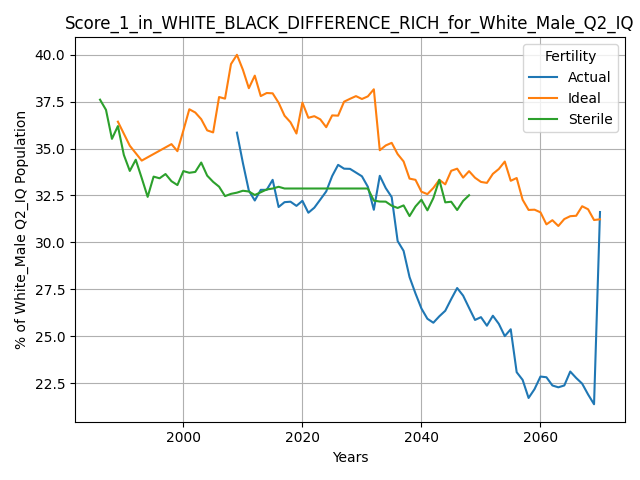 Score_1_in_WHITE_BLACK_DIFFERENCE_RICH_for_White_Male_Q2_IQ
Fertility
Actual
Ideal
Sterile
% of White_Male Q2_IQ Population
40.0
37.5
35.0
32.5
30.0
27.5
25.0
22.5
2000
2020
2040
2060
Years